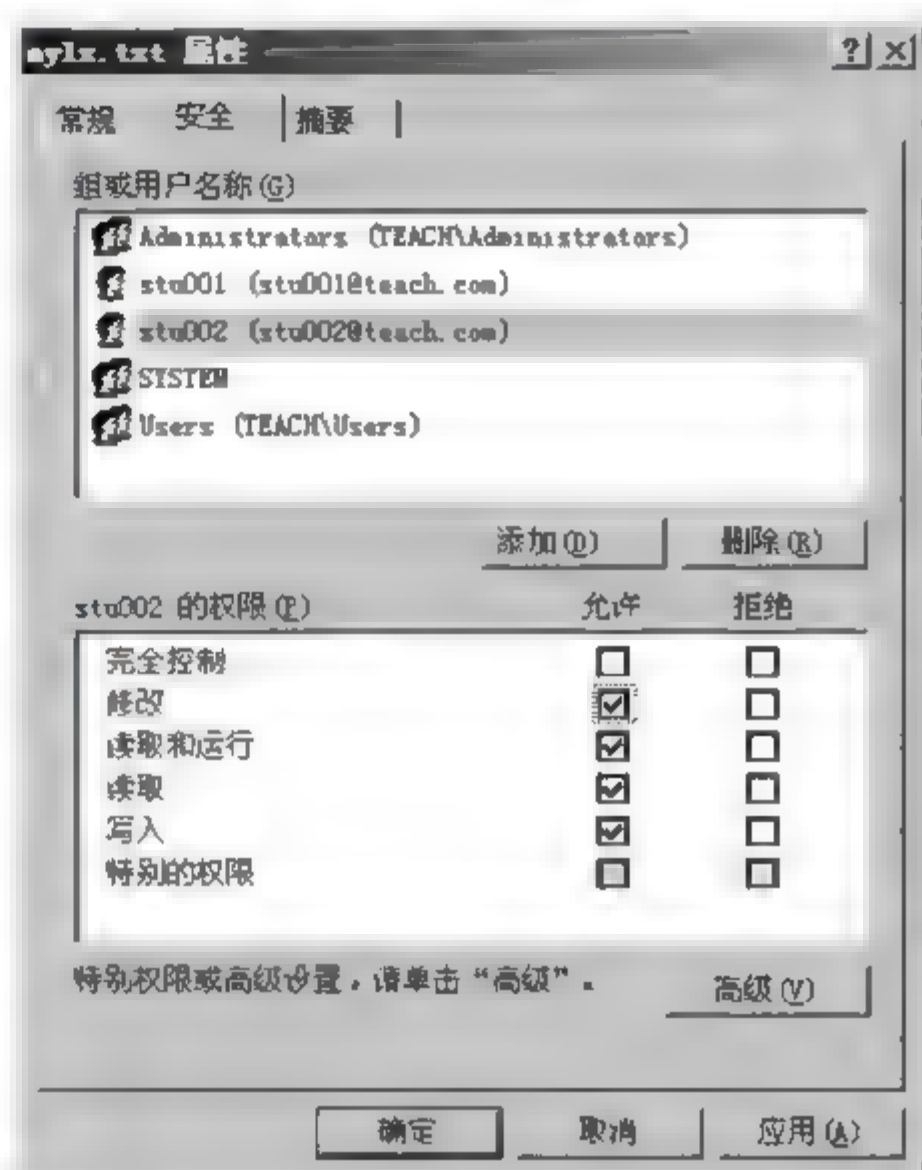 mylx.txt 属性
常规 安全 摘要
组或用户名称(G)
Administrators (TEACH\Administrators)
stu001 (stu001@teach.com)
stu002 (stu002@teach.com)
SYSTEM
Users (TEACH\Users)
添加(D) 删除(R)
stu002 的权限(P) 允许 拒绝
完全控制
修改
读取和运行
读取
写入
特别的权限
特别权限或高级设置，请单击“高级”。 高级(V)
确定 取消 应用(A)